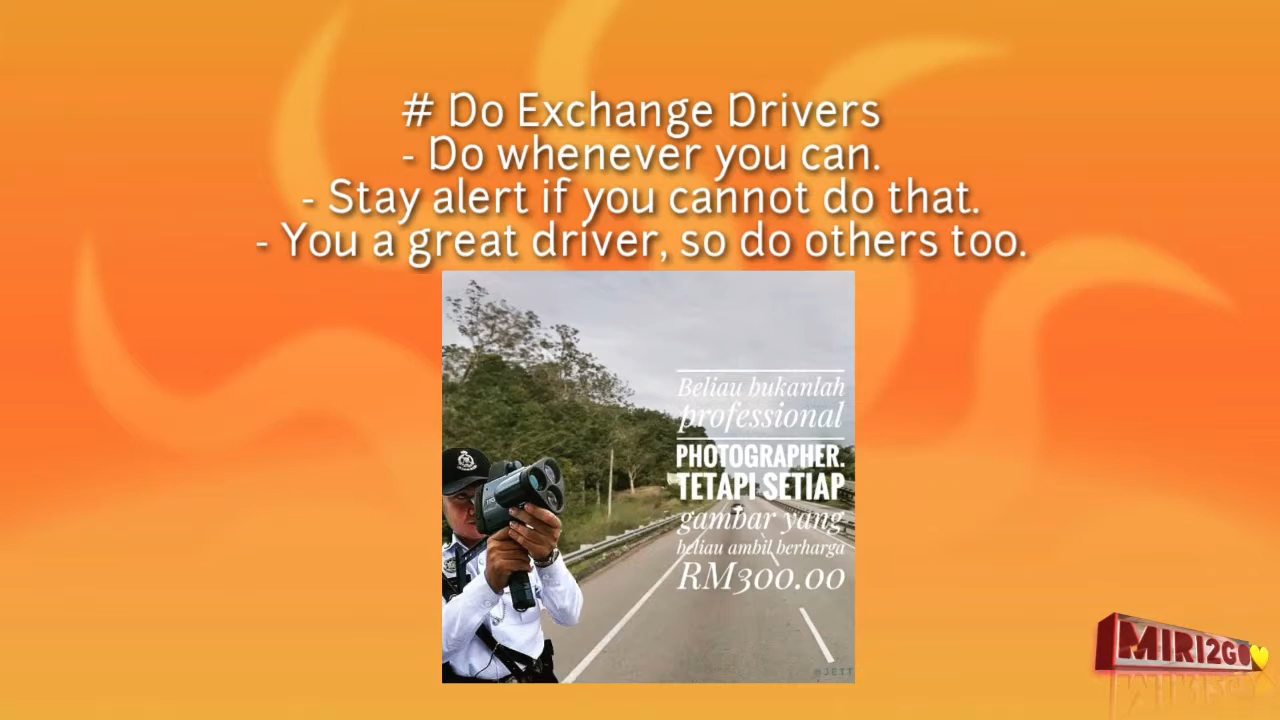 # Do Exchange Drivers
- Do whenever you can.
- Stay alert if you cannot do that.
- You a great driver, so do others too.
Beliau bukanlah
professional
PHOTOGRAPHER.
TETAPI SETIAP
gambar yang
beliau ambil berharga
RM300.00
@JETT
MIRI2GO